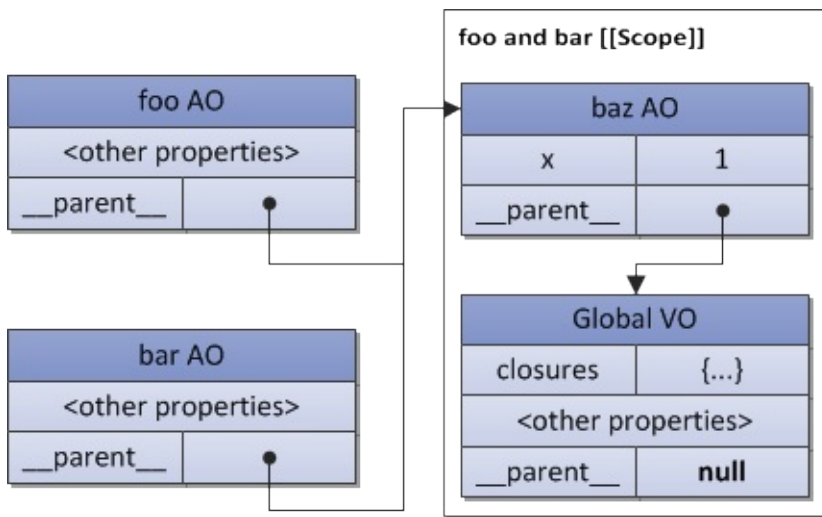 foo and bar [[Scope]]
foo AO
<other properties>
__parent__
bar AO
<other properties>
__parent__
baz AO
x 1
__parent__
Global VO
closures {...}
<other properties>
__parent__ null